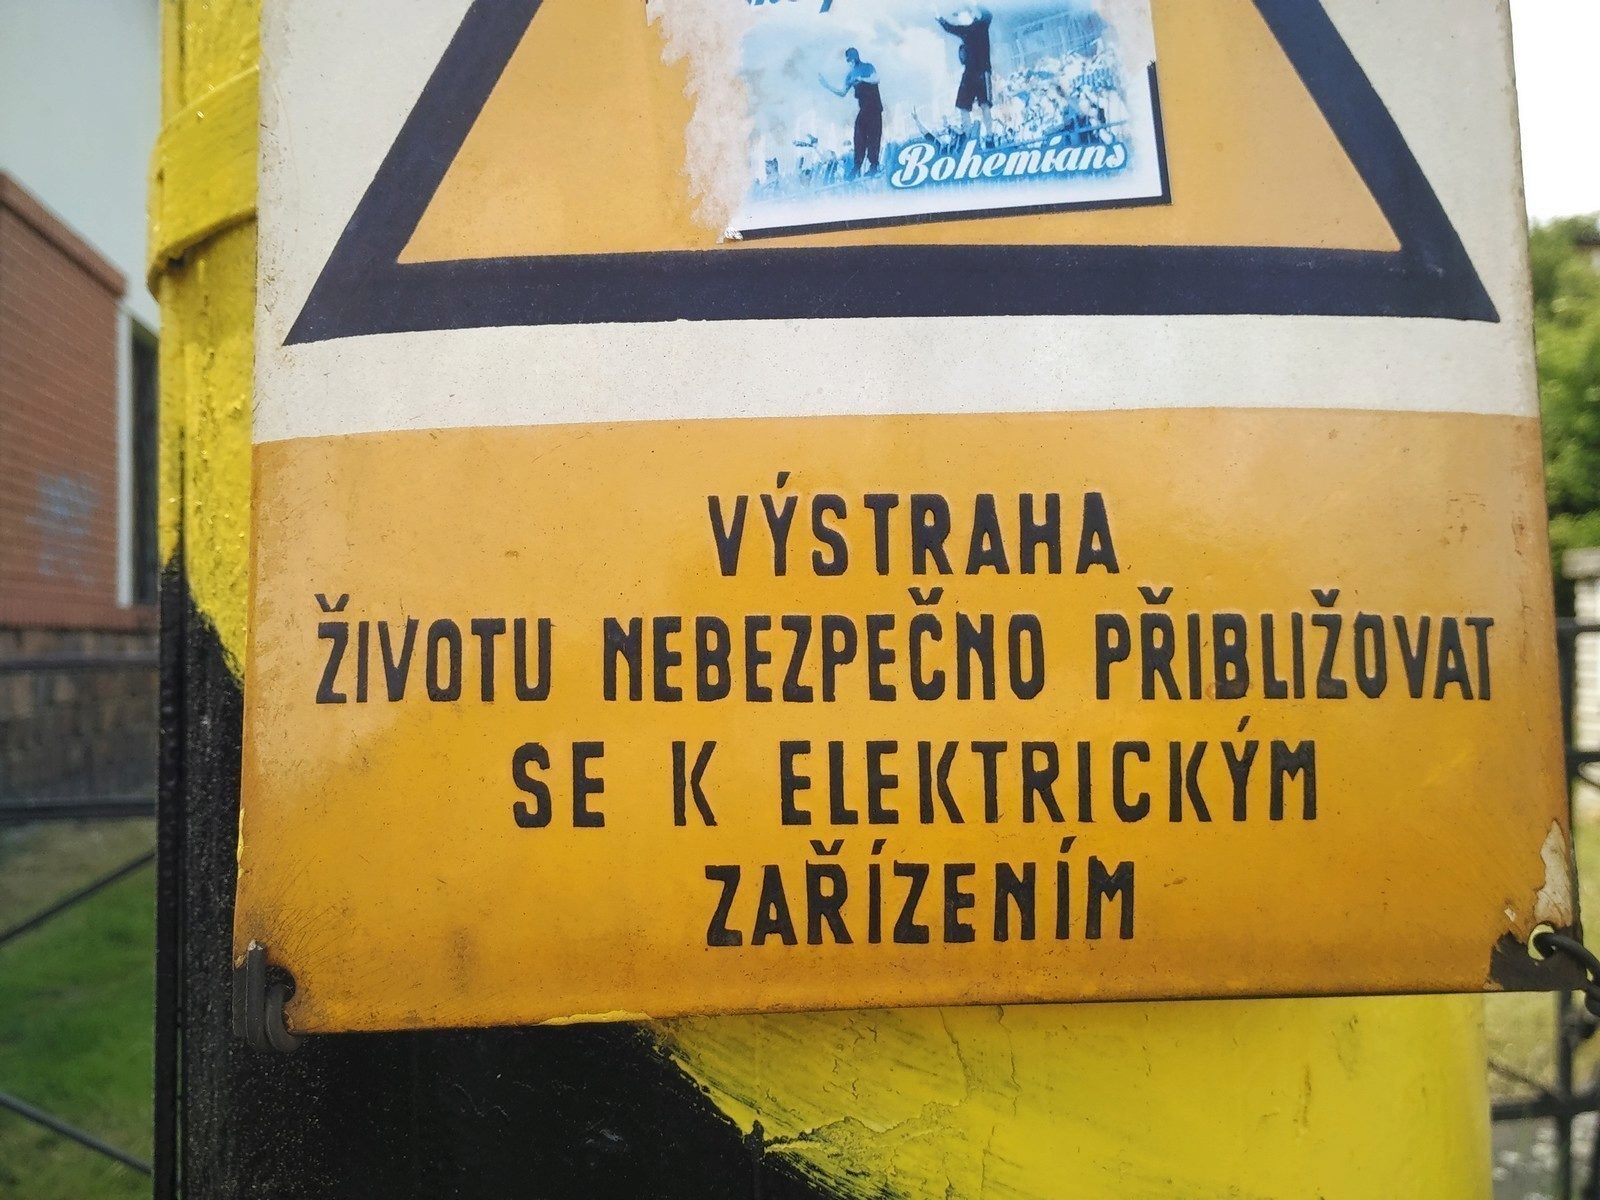 Bohemians
VÝSTRAHA
ŽIVOTU NEBEZPEČNO PŘIBLIŽOVAT
SE K ELEKTRICKÝM
ZAŘÍZENÍM